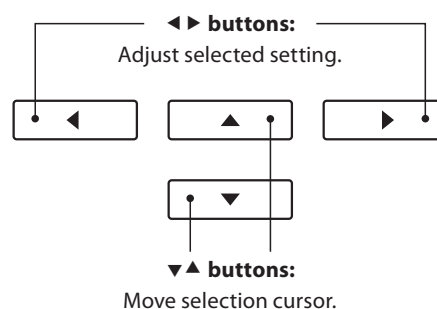 ◀ ▶ buttons:
Adjust selected setting.
◀ ▲ ▶
▼
▼▲ buttons:
Move selection cursor.